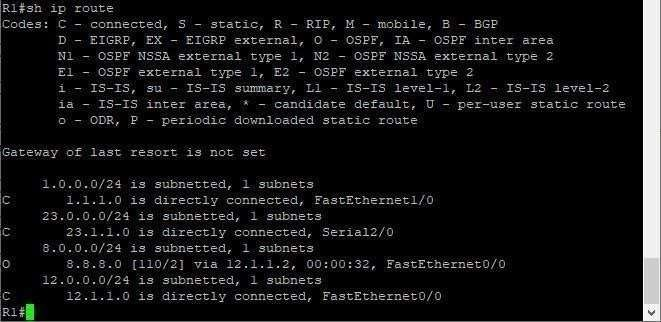 R1#sh ip route
Codes: C - connected, S - static, R - RIP, M - mobile, B - BGP
       D - EIGRP, EX - EIGRP external, O - OSPF, IA - OSPF inter area
       N1 - OSPF NSSA external type 1, N2 - OSPF NSSA external type 2
       E1 - OSPF external type 1, E2 - OSPF external type 2
       i - IS-IS, su - IS-IS summary, L1 - IS-IS level-1, L2 - IS-IS level-2
       ia - IS-IS inter area, * - candidate default, U - per-user static route
       o - ODR, P - periodic downloaded static route
Gateway of last resort is not set
     1.0.0.0/24 is subnetted, 1 subnets
C       1.1.1.0 is directly connected, FastEthernet1/0
     23.0.0.0/24 is subnetted, 1 subnets
C       23.1.1.0 is directly connected, Serial2/0
     8.0.0.0/24 is subnetted, 1 subnets
O       8.8.8.0 [110/2] via 12.1.1.2, 00:00:32, FastEthernet0/0
     12.0.0.0/24 is subnetted, 1 subnets
C       12.1.1.0 is directly connected, FastEthernet0/0
R1#